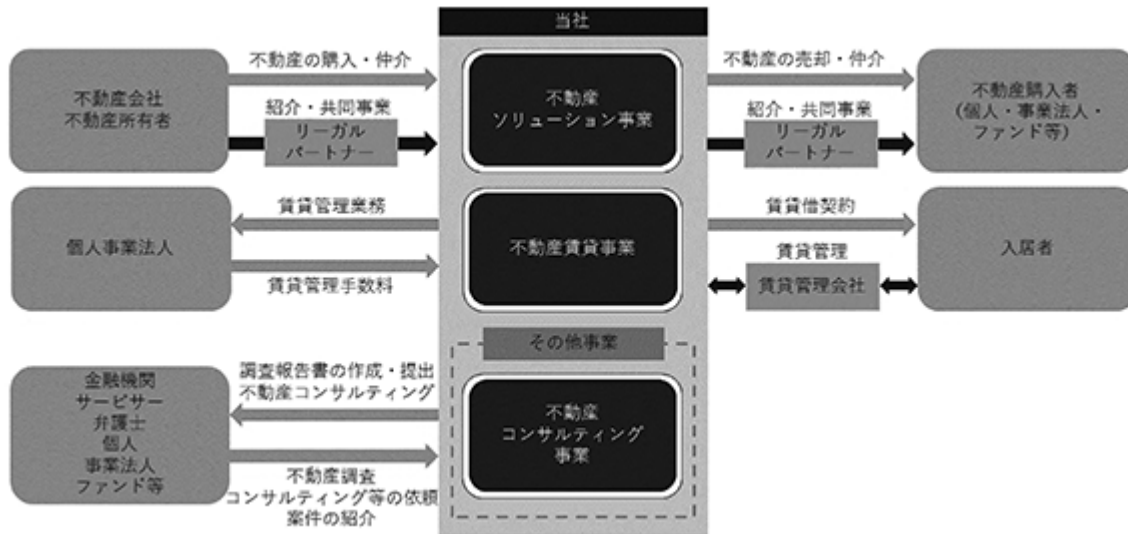 当社
不動産の購入・仲介
不動産の売却・仲介
不動産会社
不動産所有者
紹介・共同事業
リーガル
パートナー
不動産
ソリューション事業
紹介・共同事業
リーガル
パートナー
不動産購入者
(個人・事業法人・
ファンド等)
賃貸管理業務
個人事業法人
賃貸管理手数料
不動産賃貸事業
賃貸借契約
賃貸管理
賃貸管理会社
入居者
その他事業
金融機関
サービサー
弁護士
個人
事業法人
ファンド等
調査報告書の作成・提出
不動産コンサルティング
不動産調査
コンサルティング等の依頼
案件の紹介
不動産
コンサルティング
事業